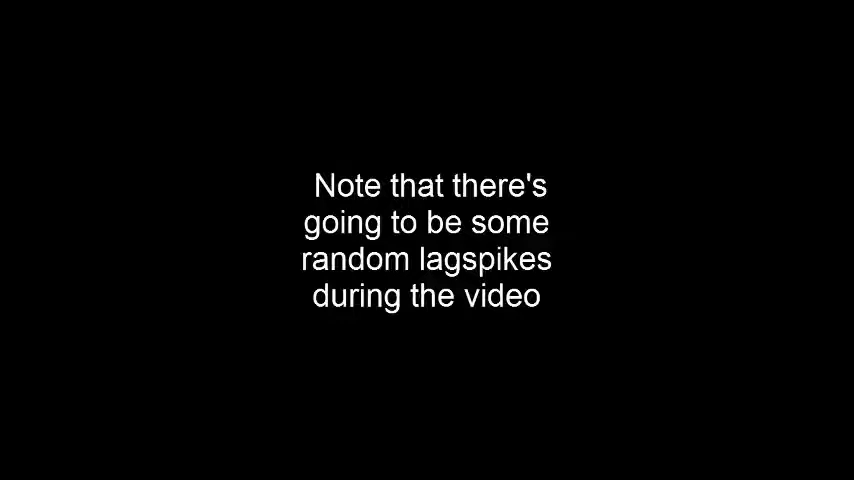 Note that there's
going to be some
random lagspikes
during the video